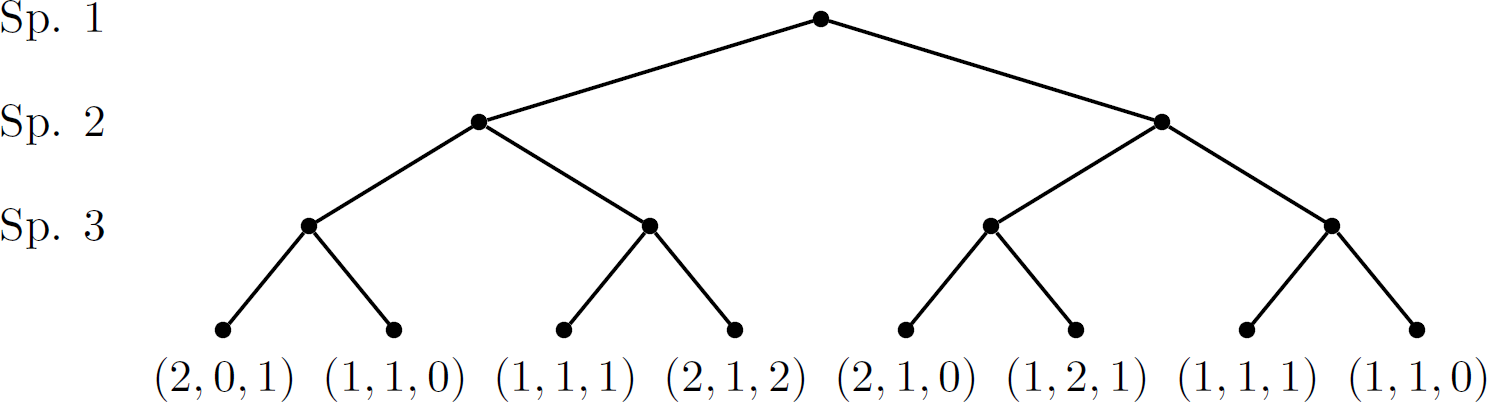 Sp. 1
Sp. 2
Sp. 3
(2, 0, 1) (1, 1, 0) (1, 1, 1) (2, 1, 2) (2, 1, 0) (1, 2, 1) (1, 1, 1) (1, 1, 0)